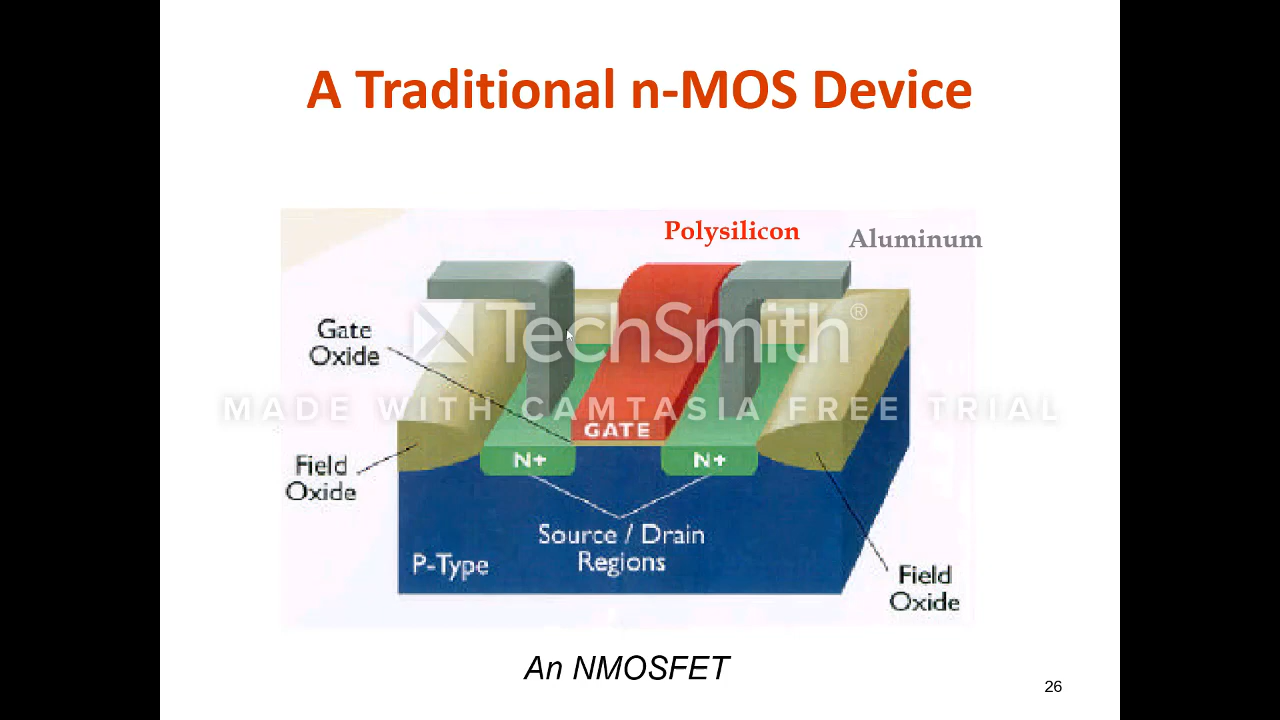 A Traditional n-MOS Device
Polysilicon
Aluminum
Gate
Oxide
TechSmith®
MADE WITH CAMTASIA FREE TRIAL
GATE
N+
N+
Field
Oxide
Source / Drain
Regions
P-Type
Field
Oxide
An NMOSFET
26